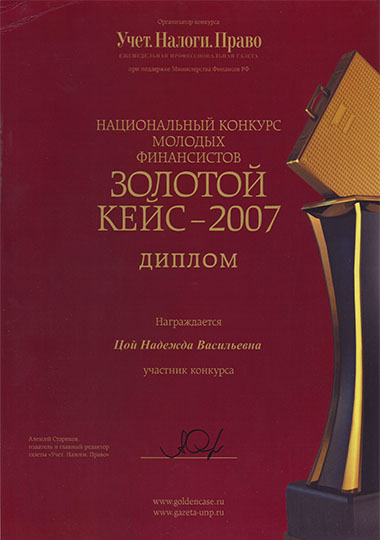 Организатор конкурса
Учет.Налоги.Право
ЕЖЕНЕДЕЛЬНАЯ ПРОФЕССИОНАЛЬНАЯ ГАЗЕТА
при поддержке Министерства Финансов РФ
НАЦИОНАЛЬНЫЙ КОНКУРС
МОЛОДЫХ
ФИНАНСИСТОВ
ЗОЛОТОЙ
КЕЙС – 2007
ДИПЛОМ
Награждается
Цой Надежда Васильевна
участник конкурса
Алексей
издатель и главный редактор
газеты «Учет. Налоги. Право»
www.goldencase.ru
www.gazeta-unp.ru